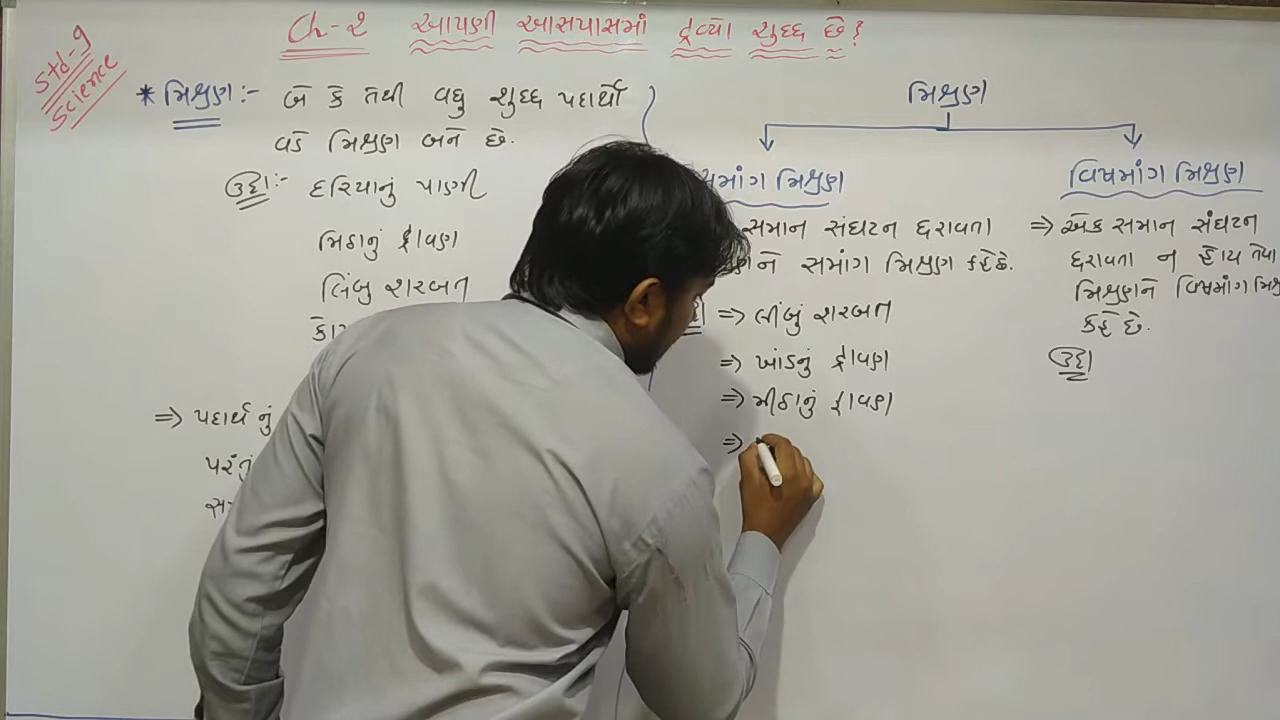 Ch-2 આપણી આસપાસમાં દ્રવ્યો શુદ્ધ છે?
Std-9
Science
* મિશ્રણ:- બે કે તેથી વધુ શુદ્ધ પદાર્થો
વડે મિશ્રણ બને છે.
ઉદા:- દરિયાનું પાણી
મિઠાનું દ્રાવણ
લિંબુ શરબત
⇒ પદાર્થ નું
પરંતુ
મિશ્રણ
સમાંગ મિશ્રણ
સમાન સંઘટન ધરાવતા
મિશ્રણ કહે છે.
⇒ લીંબું શરબત
⇒ ખાંડનું દ્રાવણ
⇒ મીઠાનું દ્રાવણ
⇒
વિષમાંગ મિશ્રણ
⇒ એક સમાન સંઘટન
ધરાવતા ન હોય તેવા
મિશ્રણને વિષમાંગ
કહે છે.
ઉદા